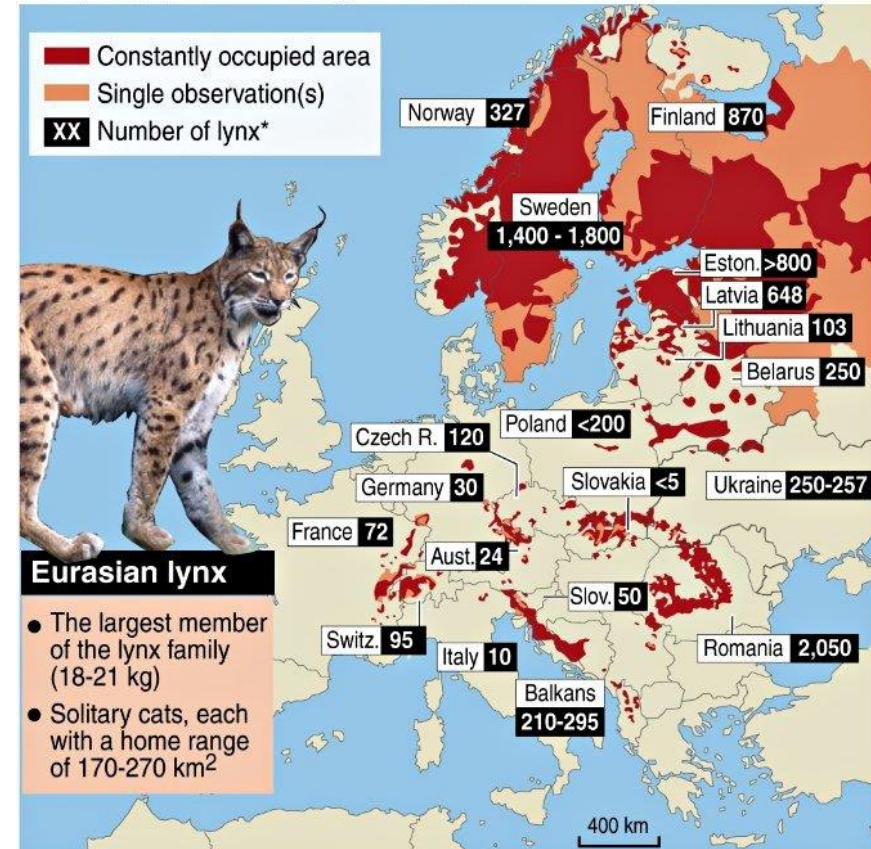 Constantly occupied area
Single observation(s)
XX Number of lynx*
Norway 327
Finland 870
Sweden
1,400 - 1,800
Eston. >800
Latvia 648
Lithuania 103
Belarus 250
Poland <200
Czech R. 120
Germany 30
Slovakia <5
Ukraine 250-257
France 72
Aust. 24
Slov. 50
Switz. 95
Italy 10
Romania 2,050
Balkans
210-295
Eurasian lynx
● The largest member
of the lynx family
(18-21 kg)
● Solitary cats, each
with a home range
of 170-270 km²
400 km